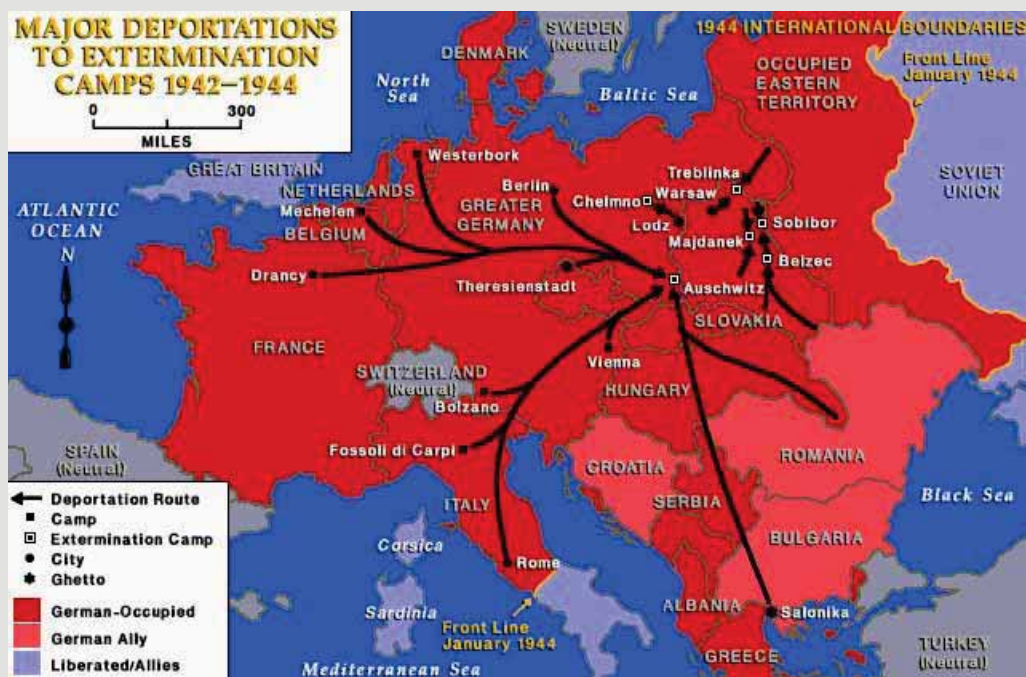 MAJOR DEPORTATIONS
TO EXTERMINATION
CAMPS 1942–1944
0 300
MILES
1944 INTERNATIONAL BOUNDARIES
Front Line
January 1944
SWEDEN
(Neutral)
DENMARK
North
Sea
Baltic Sea
OCCUPIED
EASTERN
TERRITORY
SOVIET
UNION
GREAT BRITAIN
ATLANTIC
OCEAN
N
NETHERLANDS
Westerbork
Mechelen
BELGIUM
Berlin
GREATER
GERMANY
Treblinka
Warsaw
Chelmno
Lodz
Sobibor
Majdanek
Belzec
Drancy
Theresienstadt
Auschwitz
SLOVAKIA
FRANCE
SWITZERLAND
(Neutral)
Vienna
HUNGARY
Bolzano
Fossoli di Carpi
SPAIN
(Neutral)
CROATIA
ROMANIA
SERBIA
Black Sea
ITALY
BULGARIA
Corsica
Rome
Sardinia
ALBANIA
Salonika
Front Line
January 1944
GREECE
TURKEY
(Neutral)
Mediterranean Sea
Deportation Route
Camp
Extermination Camp
City
Ghetto
German-Occupied
German Ally
Liberated/Allies